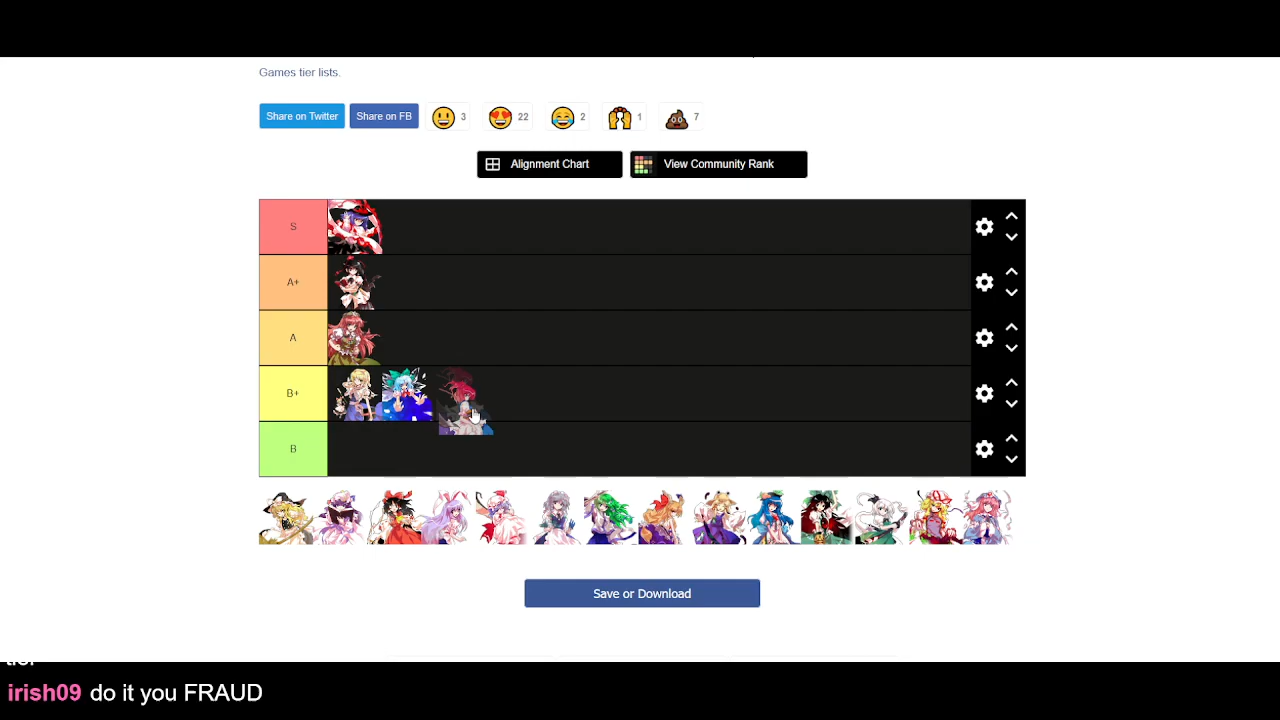 Games tier lists.
Share on Twitter
Share on FB
3
22
2
1
7
Alignment Chart
View Community Rank
S
A+
A
B+
B
Save or Download
irish09 do it you FRAUD